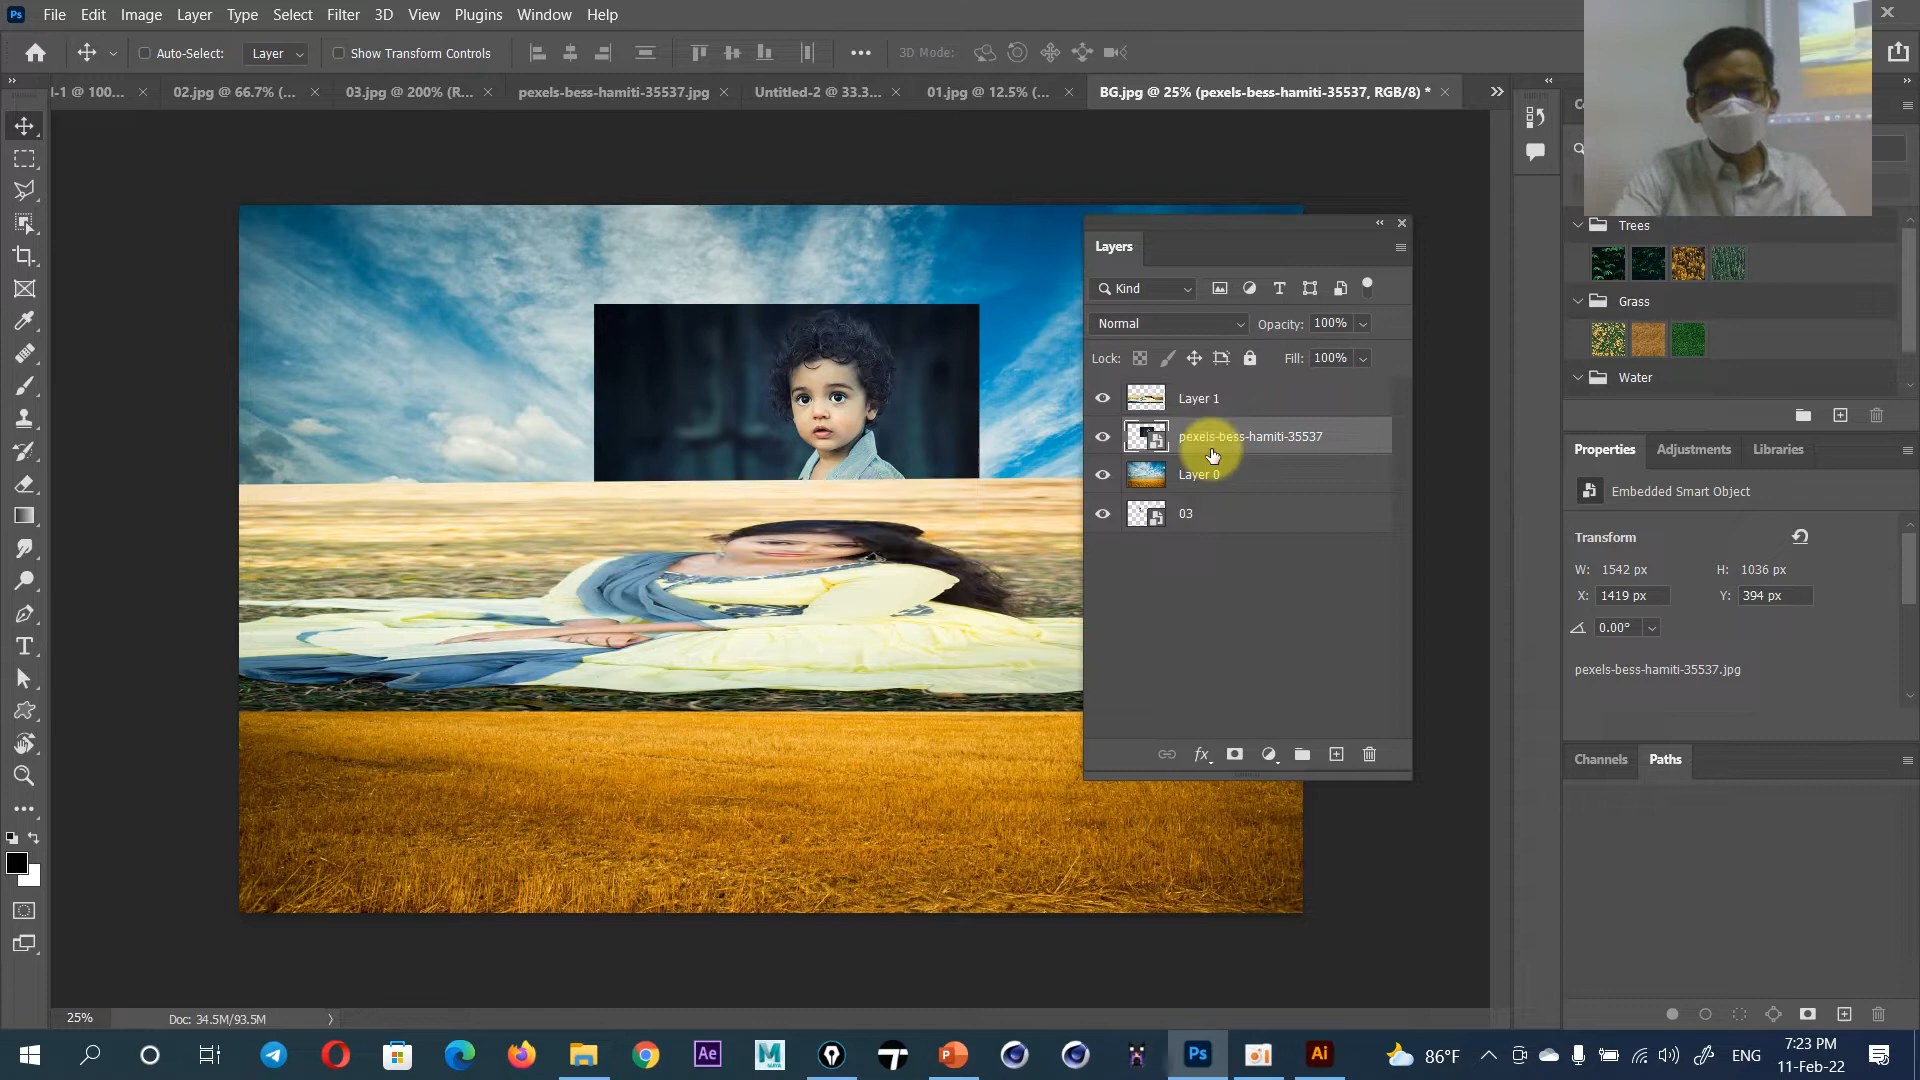 Ps File Edit Image Layer Type Select Filter 3D View Plugins Window Help
Auto-Select: Layer Show Transform Controls 3D Mode:
l-1 @ 100... 02.jpg @ 66.7% (... 03.jpg @ 200% (R... pexels-bess-hamiti-35537.jpg Untitled-2 @ 33.3... 01.jpg @ 12.5% (... BG.jpg @ 25% (pexels-bess-hamiti-35537, RGB/8) *
Trees
Grass
Water
Layers
Kind
Normal Opacity: 100%
Lock: Fill: 100%
Layer 1
pexels-bess-hamiti-35537
Layer 0
03
Properties Adjustments Libraries
Embedded Smart Object
Transform
W: 1542 px H: 1036 px
X: 1419 px Y: 394 px
0.00°
pexels-bess-hamiti-35537.jpg
Channels Paths
25% Doc: 34.5M/93.5M
Ae Ps Ai 86°F ENG 7:23 PM
11-Feb-22